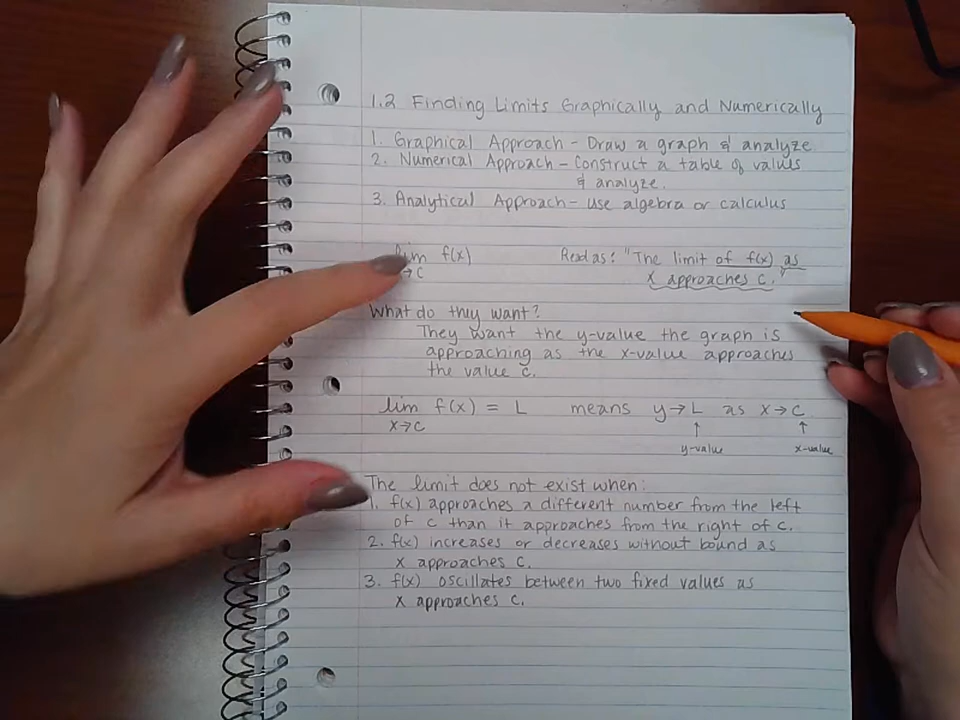 1.2 Finding Limits Graphically and Numerically
1. Graphical Approach - Draw a graph & analyze
2. Numerical Approach - Construct a table of values
& analyze.
3. Analytical Approach - Use algebra or calculus
lim f(x) Read as: "The limit of f(x) as
→c x approaches c."
What do they want?
They want the y-value the graph is
approaching as the x-value approaches
the value c.
lim f(x) = L means y→L as x→c
x→c ↑ ↑
y-value x-value
The limit does not exist when:
1. f(x) approaches a different number from the left
of c than it approaches from the right of c.
2. f(x) increases or decreases without bound as
x approaches c.
3. f(x) oscillates between two fixed values as
x approaches c.